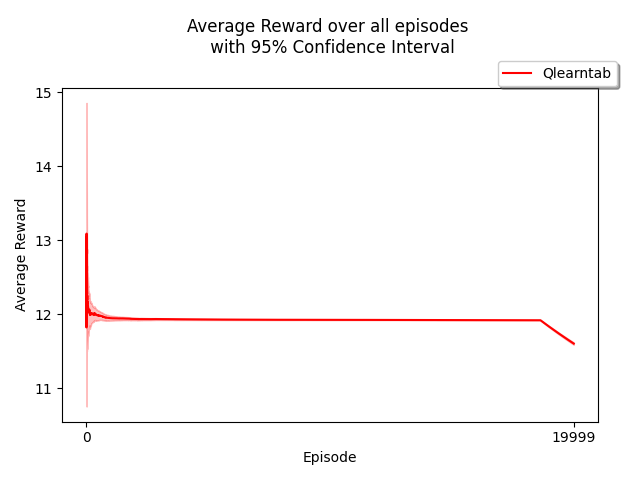 Average Reward over all episodes
with 95% Confidence Interval
Qlearntab
15
14
13
12
11
Average Reward
0
19999
Episode